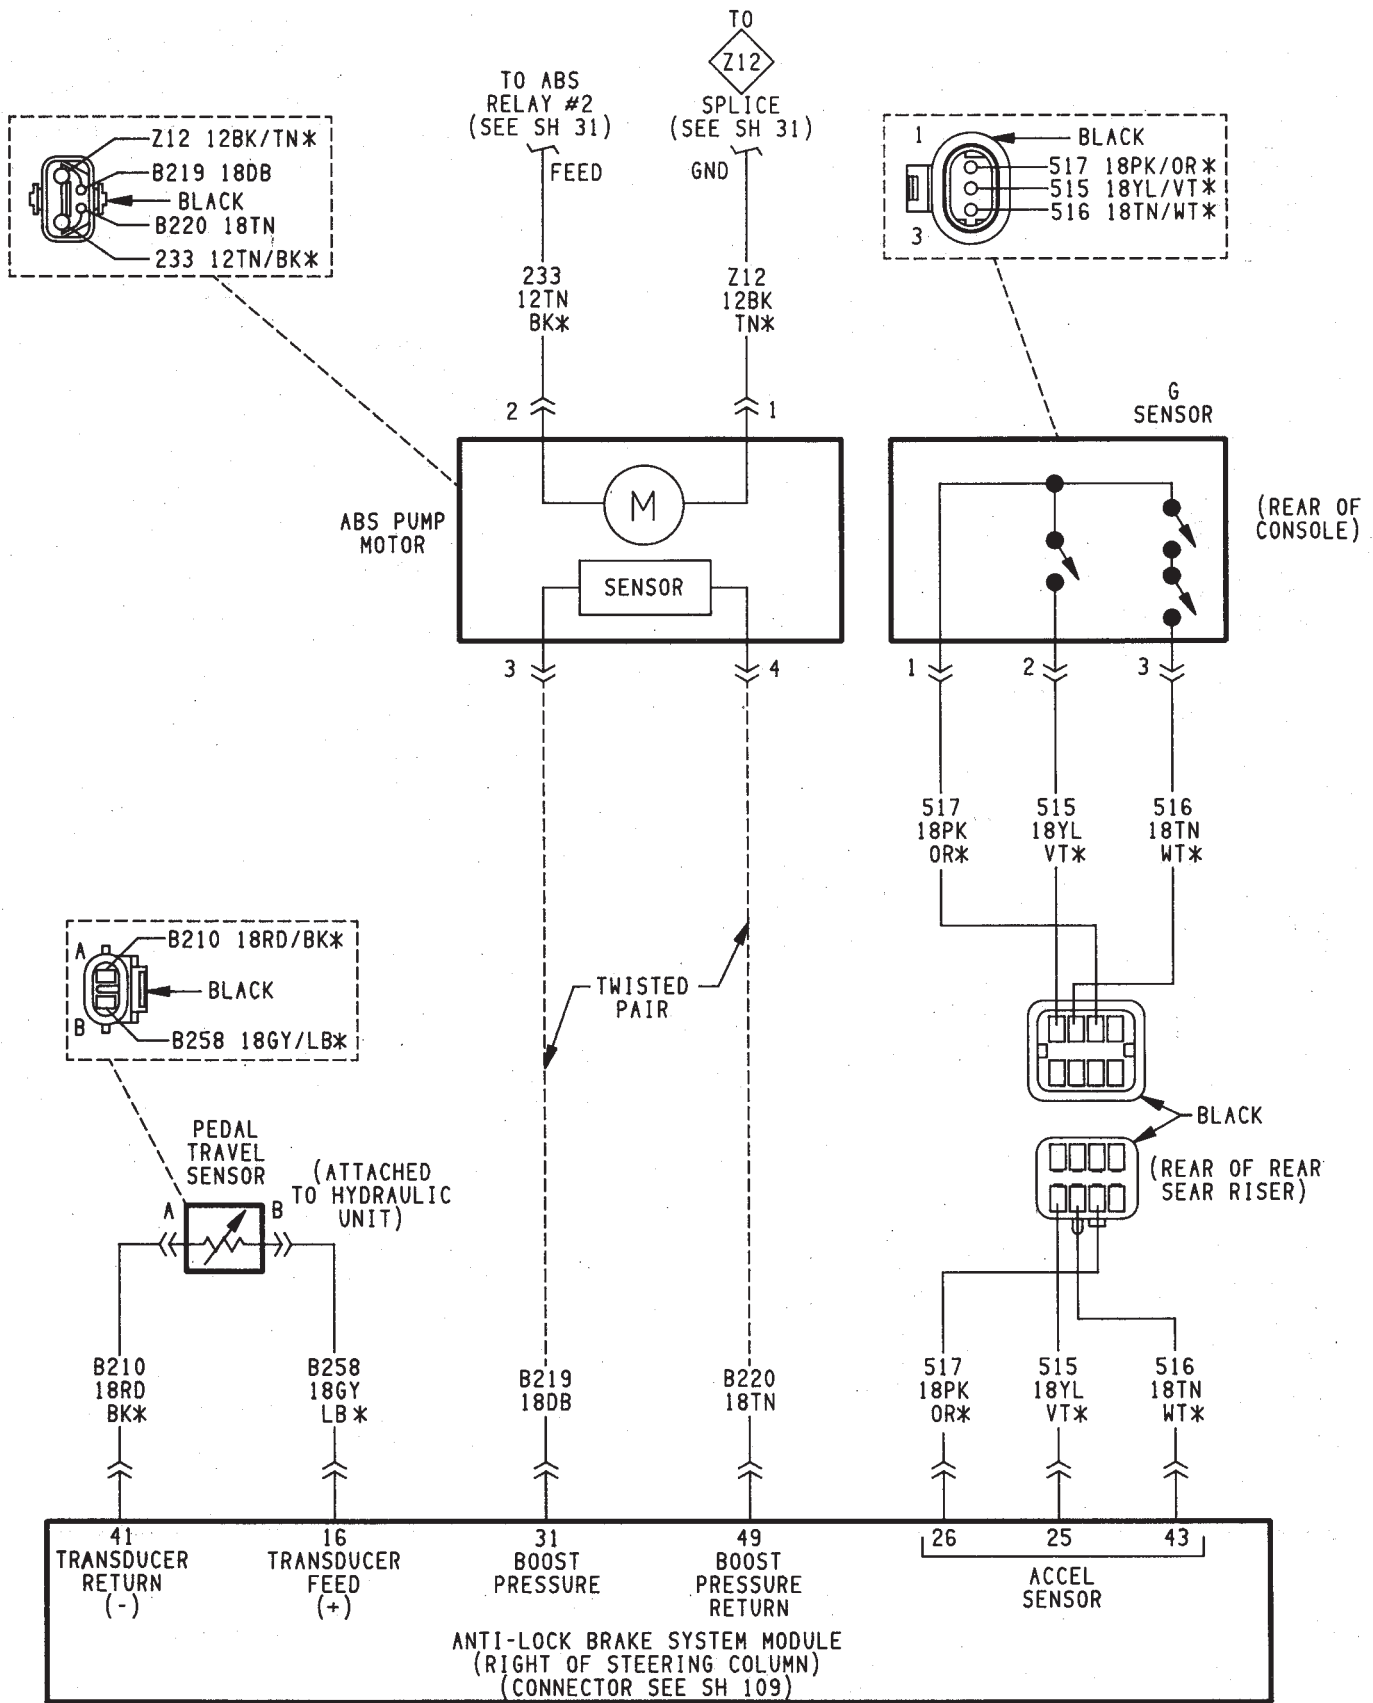 TO
Z12
SPLICE
(SEE SH 31)
GND
TO ABS
RELAY #2
(SEE SH 31)
FEED
Z12 12BK/TN*
B219 18DB
BLACK
B220 18TN
233 12TN/BK*
1
BLACK
517 18PK/OR*
515 18YL/VT*
516 18TN/WT*
3
233
12TN
BK*
Z12
12BK
TN*
2
1
G
SENSOR
ABS PUMP
MOTOR
M
SENSOR
(REAR OF
CONSOLE)
3
4
1
2
3
517
18PK
OR*
515
18YL
VT*
516
18TN
WT*
A
B210 18RD/BK*
BLACK
B
B258 18GY/LB*
TWISTED
PAIR
BLACK
(REAR OF REAR
SEAR RISER)
PEDAL
TRAVEL
SENSOR
(ATTACHED
TO HYDRAULIC
UNIT)
A
B
B210
18RD
BK*
B258
18GY
LB*
B219
18DB
B220
18TN
517
18PK
OR*
515
18YL
VT*
516
18TN
WT*
41
TRANSDUCER
RETURN
(-)
16
TRANSDUCER
FEED
(+)
31
BOOST
PRESSURE
49
BOOST
PRESSURE
RETURN
26
25
43
ACCEL
SENSOR
ANTI-LOCK BRAKE SYSTEM MODULE
(RIGHT OF STEERING COLUMN)
(CONNECTOR SEE SH 109)